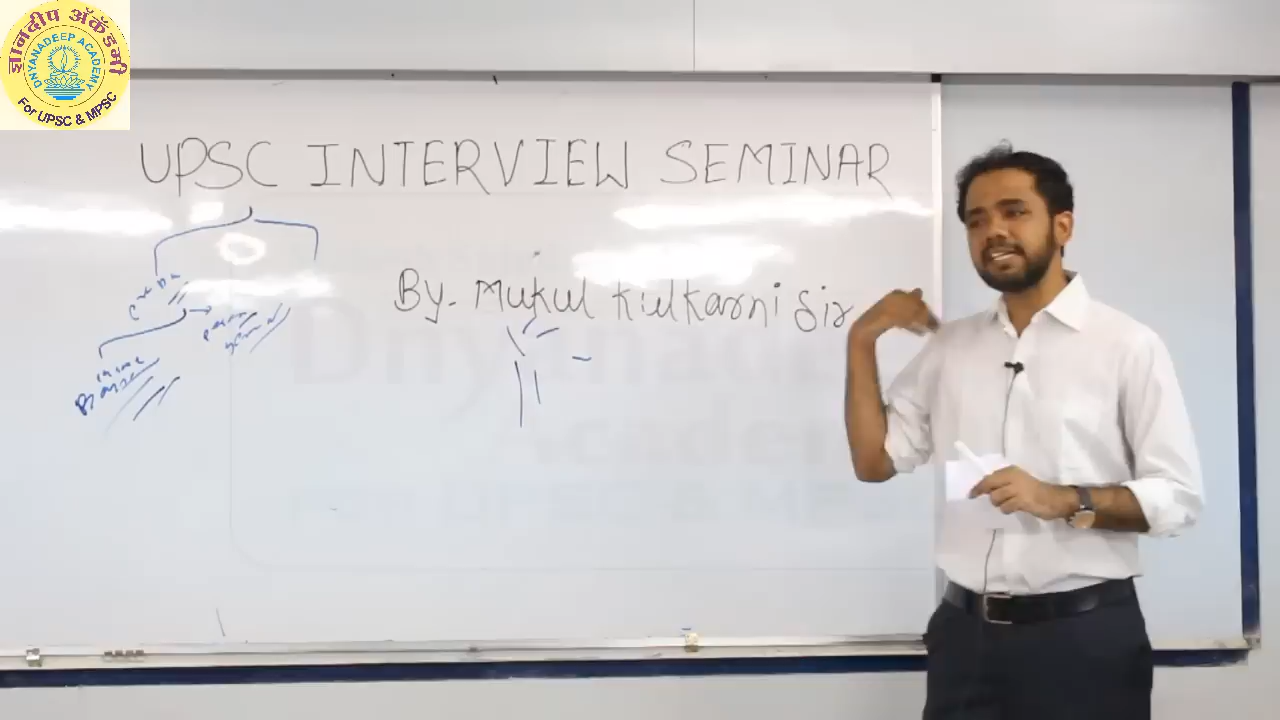 ज्ञानदीप अॅकॅडमी
DNYANADEEP ACADEMY
For UPSC & MPSC
UPSC INTERVIEW SEMINAR
By. Mukul Kulkarni Sir